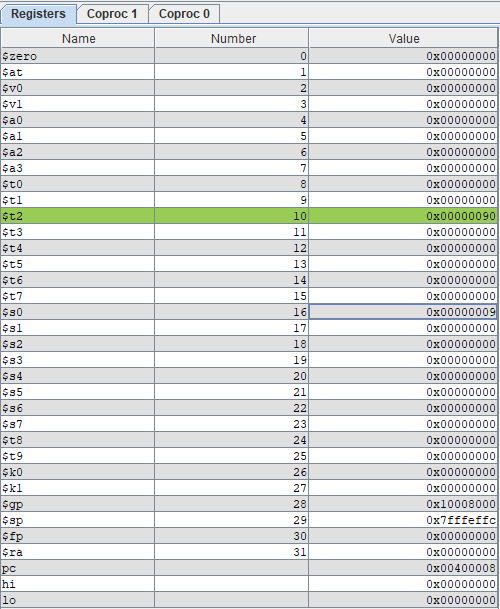 Registers Coproc 1 Coproc 0
Name Number Value
$zero 0 0x00000000
$at 1 0x00000000
$v0 2 0x00000000
$v1 3 0x00000000
$a0 4 0x00000000
$a1 5 0x00000000
$a2 6 0x00000000
$a3 7 0x00000000
$t0 8 0x00000000
$t1 9 0x00000000
$t2 10 0x00000090
$t3 11 0x00000000
$t4 12 0x00000000
$t5 13 0x00000000
$t6 14 0x00000000
$t7 15 0x00000000
$s0 16 0x00000009
$s1 17 0x00000000
$s2 18 0x00000000
$s3 19 0x00000000
$s4 20 0x00000000
$s5 21 0x00000000
$s6 22 0x00000000
$s7 23 0x00000000
$t8 24 0x00000000
$t9 25 0x00000000
$k0 26 0x00000000
$k1 27 0x00000000
$gp 28 0x10008000
$sp 29 0x7fffeffc
$fp 30 0x00000000
$ra 31 0x00000000
pc 0x00400008
hi 0x00000000
lo 0x00000000